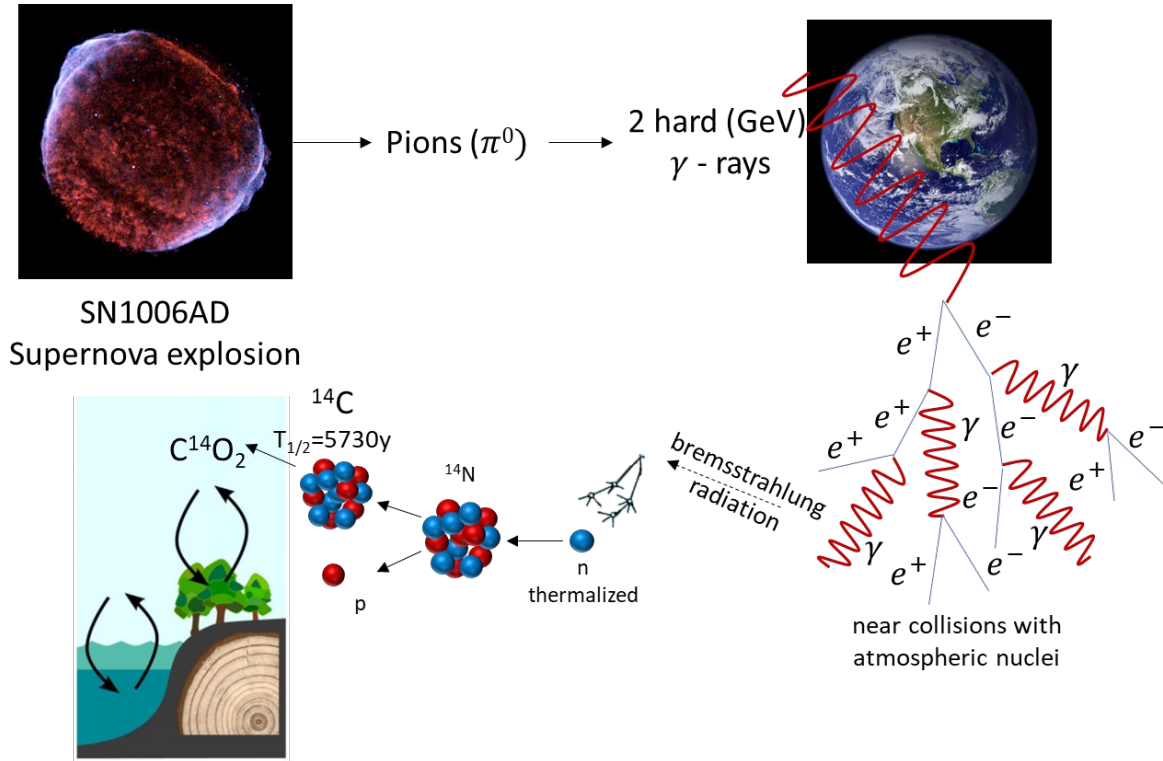 Pions (π⁰)
2 hard (GeV)
γ - rays
SN1006AD
Supernova explosion
e⁺
e⁻
γ
e⁺
e⁺
γ
e⁻
e⁻
e⁺
e⁻
γ
e⁻
γ
e⁺
e⁻
near collisions with
atmospheric nuclei
bremsstrahlung
radiation
n
thermalized
¹⁴N
p
¹⁴C
T₁/₂=5730y
C¹⁴O₂